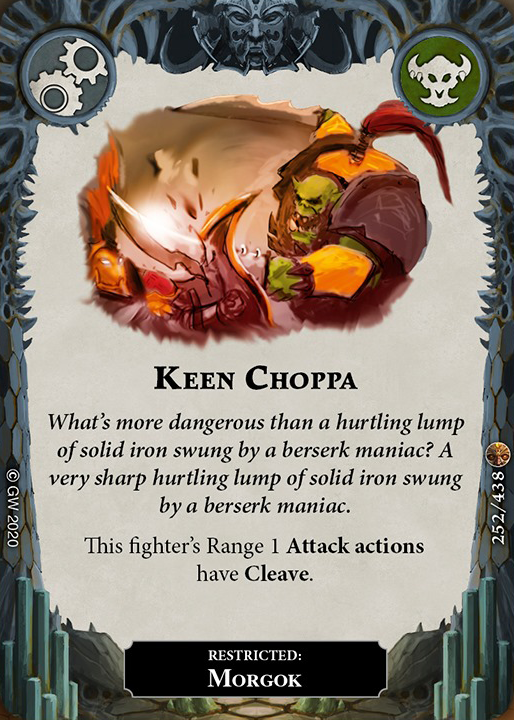 KEEN CHOPPA
What's more dangerous than a hurtling lump
of solid iron swung by a berserk maniac? A
very sharp hurtling lump of solid iron swung
by a berserk maniac.
This fighter's Range 1 Attack actions
have Cleave.
© GW 2020
252/438
RESTRICTED:
MORGOK